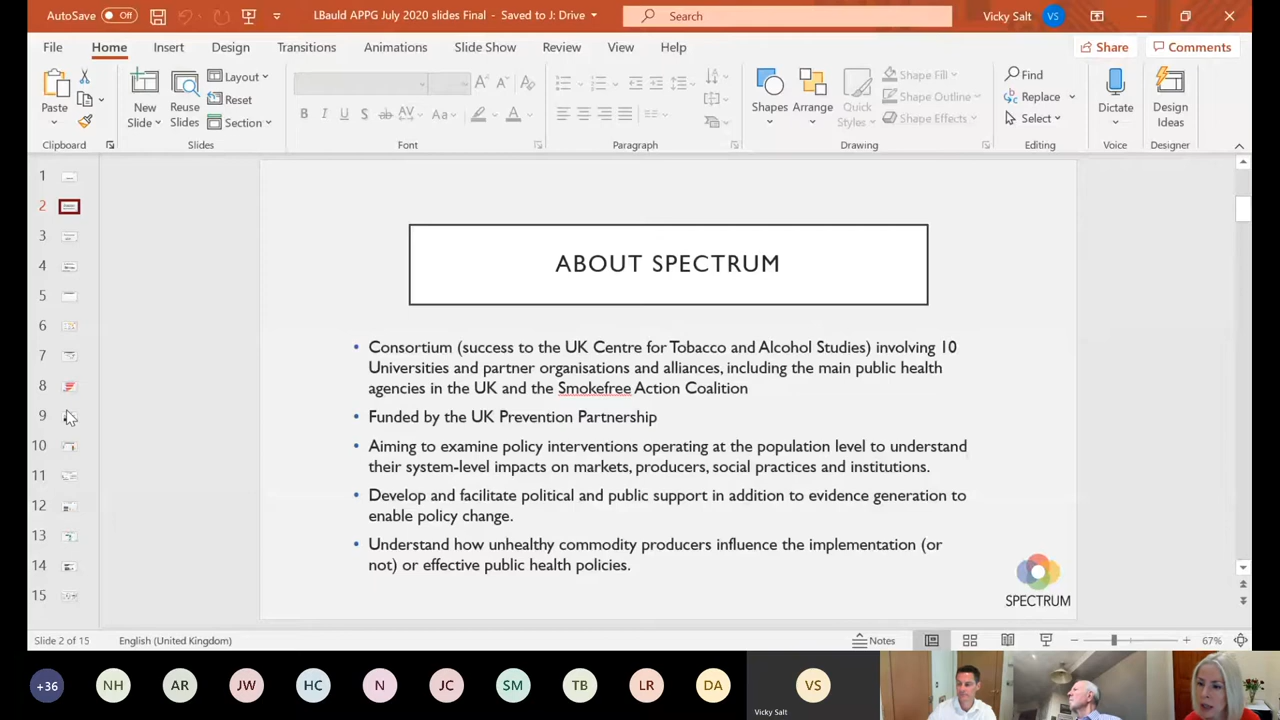 AutoSave Off LBauld APPG July 2020 slides Final - Saved to J: Drive Search Vicky Salt VS
File Home Insert Design Transitions Animations Slide Show Review View Help Share Comments
Paste New Slide Reuse Slides Layout Reset Section
B I U S ab AV Aa A A A A
Shapes Arrange Quick Styles Shape Fill Shape Outline Shape Effects
Find Replace Select Dictate Design Ideas
Clipboard Slides Font Paragraph Drawing Editing Voice Designer
1
2
3
4
5
6
7
8
9
10
11
12
13
14
15
ABOUT SPECTRUM
• Consortium (success to the UK Centre for Tobacco and Alcohol Studies) involving 10
Universities and partner organisations and alliances, including the main public health
agencies in the UK and the Smokefree Action Coalition
• Funded by the UK Prevention Partnership
• Aiming to examine policy interventions operating at the population level to understand
their system-level impacts on markets, producers, social practices and institutions.
• Develop and facilitate political and public support in addition to evidence generation to
enable policy change.
• Understand how unhealthy commodity producers influence the implementation (or
not) or effective public health policies.
SPECTRUM
Slide 2 of 15 English (United Kingdom) Notes 67%
+36 NH AR JW HC N JC SM TB LR DA VS
Vicky Salt